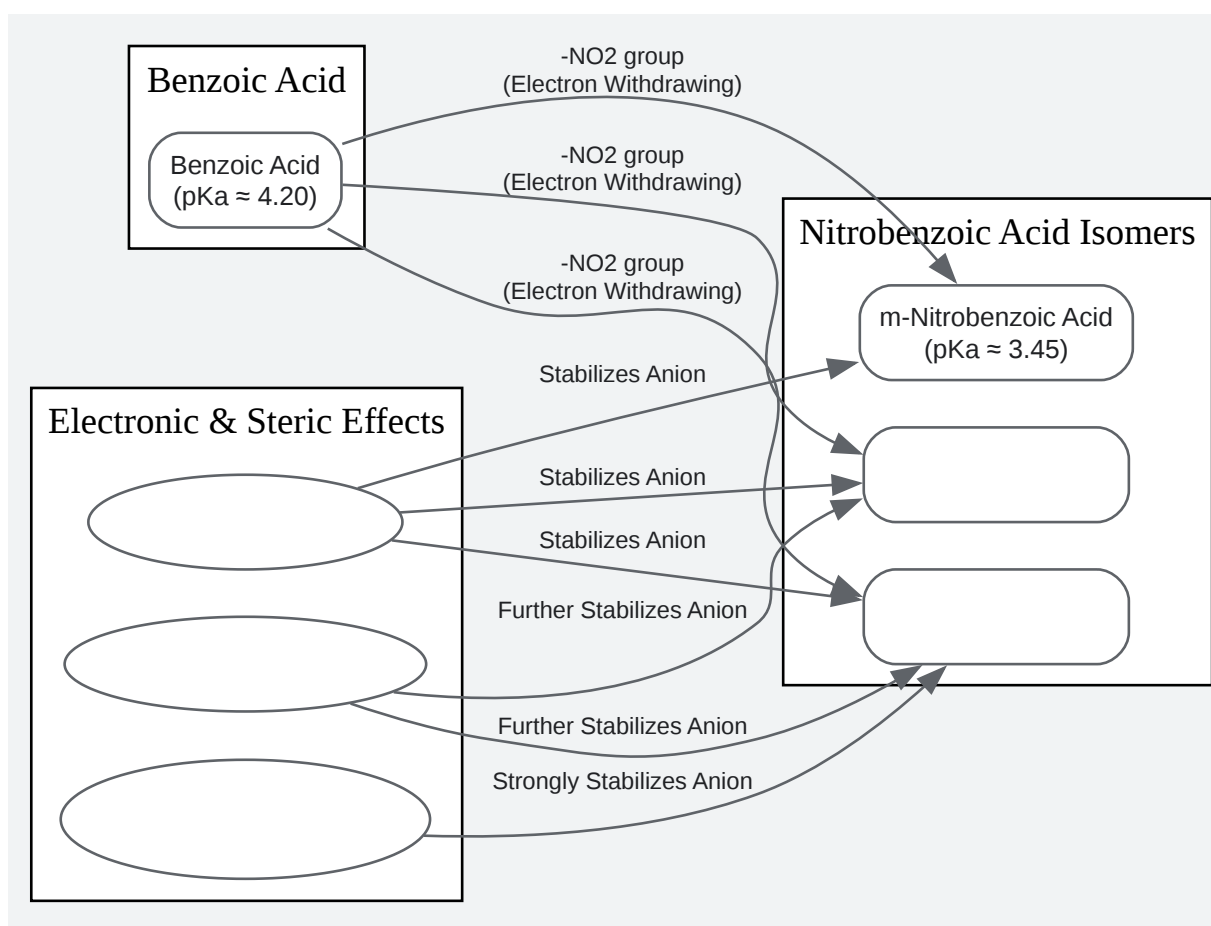 Benzoic Acid
Benzoic Acid
(pKa ≈ 4.20)
-NO2 group
(Electron Withdrawing)
-NO2 group
(Electron Withdrawing)
-NO2 group
(Electron Withdrawing)
Nitrobenzoic Acid Isomers
m-Nitrobenzoic Acid
(pKa ≈ 3.45)
Electronic & Steric Effects
Stabilizes Anion
Stabilizes Anion
Stabilizes Anion
Further Stabilizes Anion
Further Stabilizes Anion
Strongly Stabilizes Anion